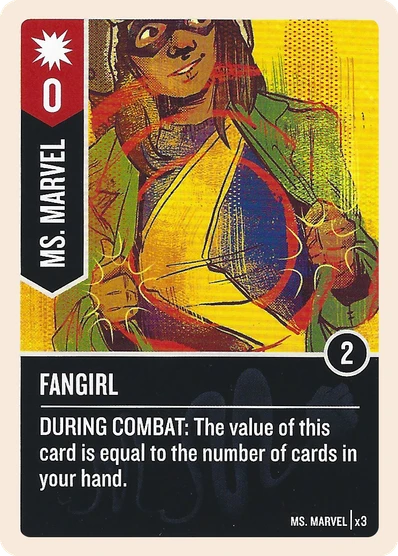 0
MS. MARVEL
2
FANGIRL
DURING COMBAT: The value of this
card is equal to the number of cards in
your hand.
MS. MARVEL | x3